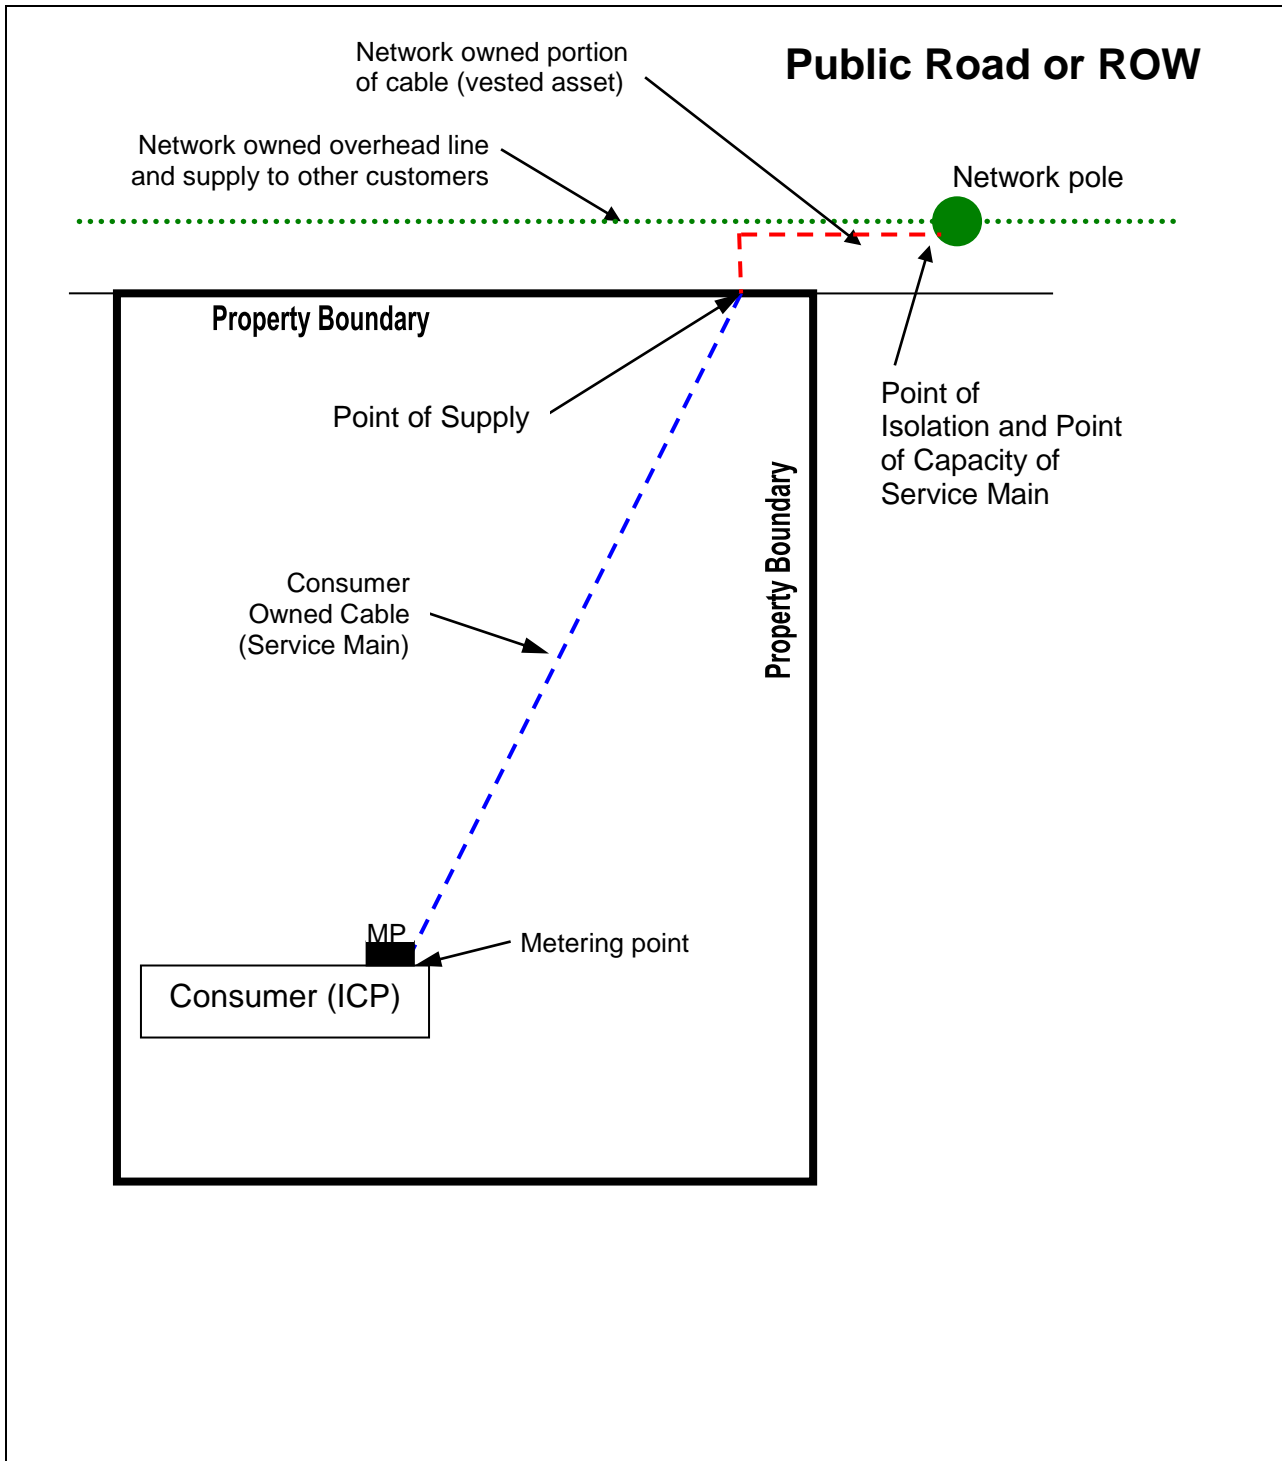 Network owned portion
of cable (vested asset)
Public Road or ROW
Network owned overhead line
and supply to other customers
Network pole
Property Boundary
Point of Supply
Point of
Isolation and Point
of Capacity of
Service Main
Property Boundary
Consumer
Owned Cable
(Service Main)
MP
Metering point
Consumer (ICP)